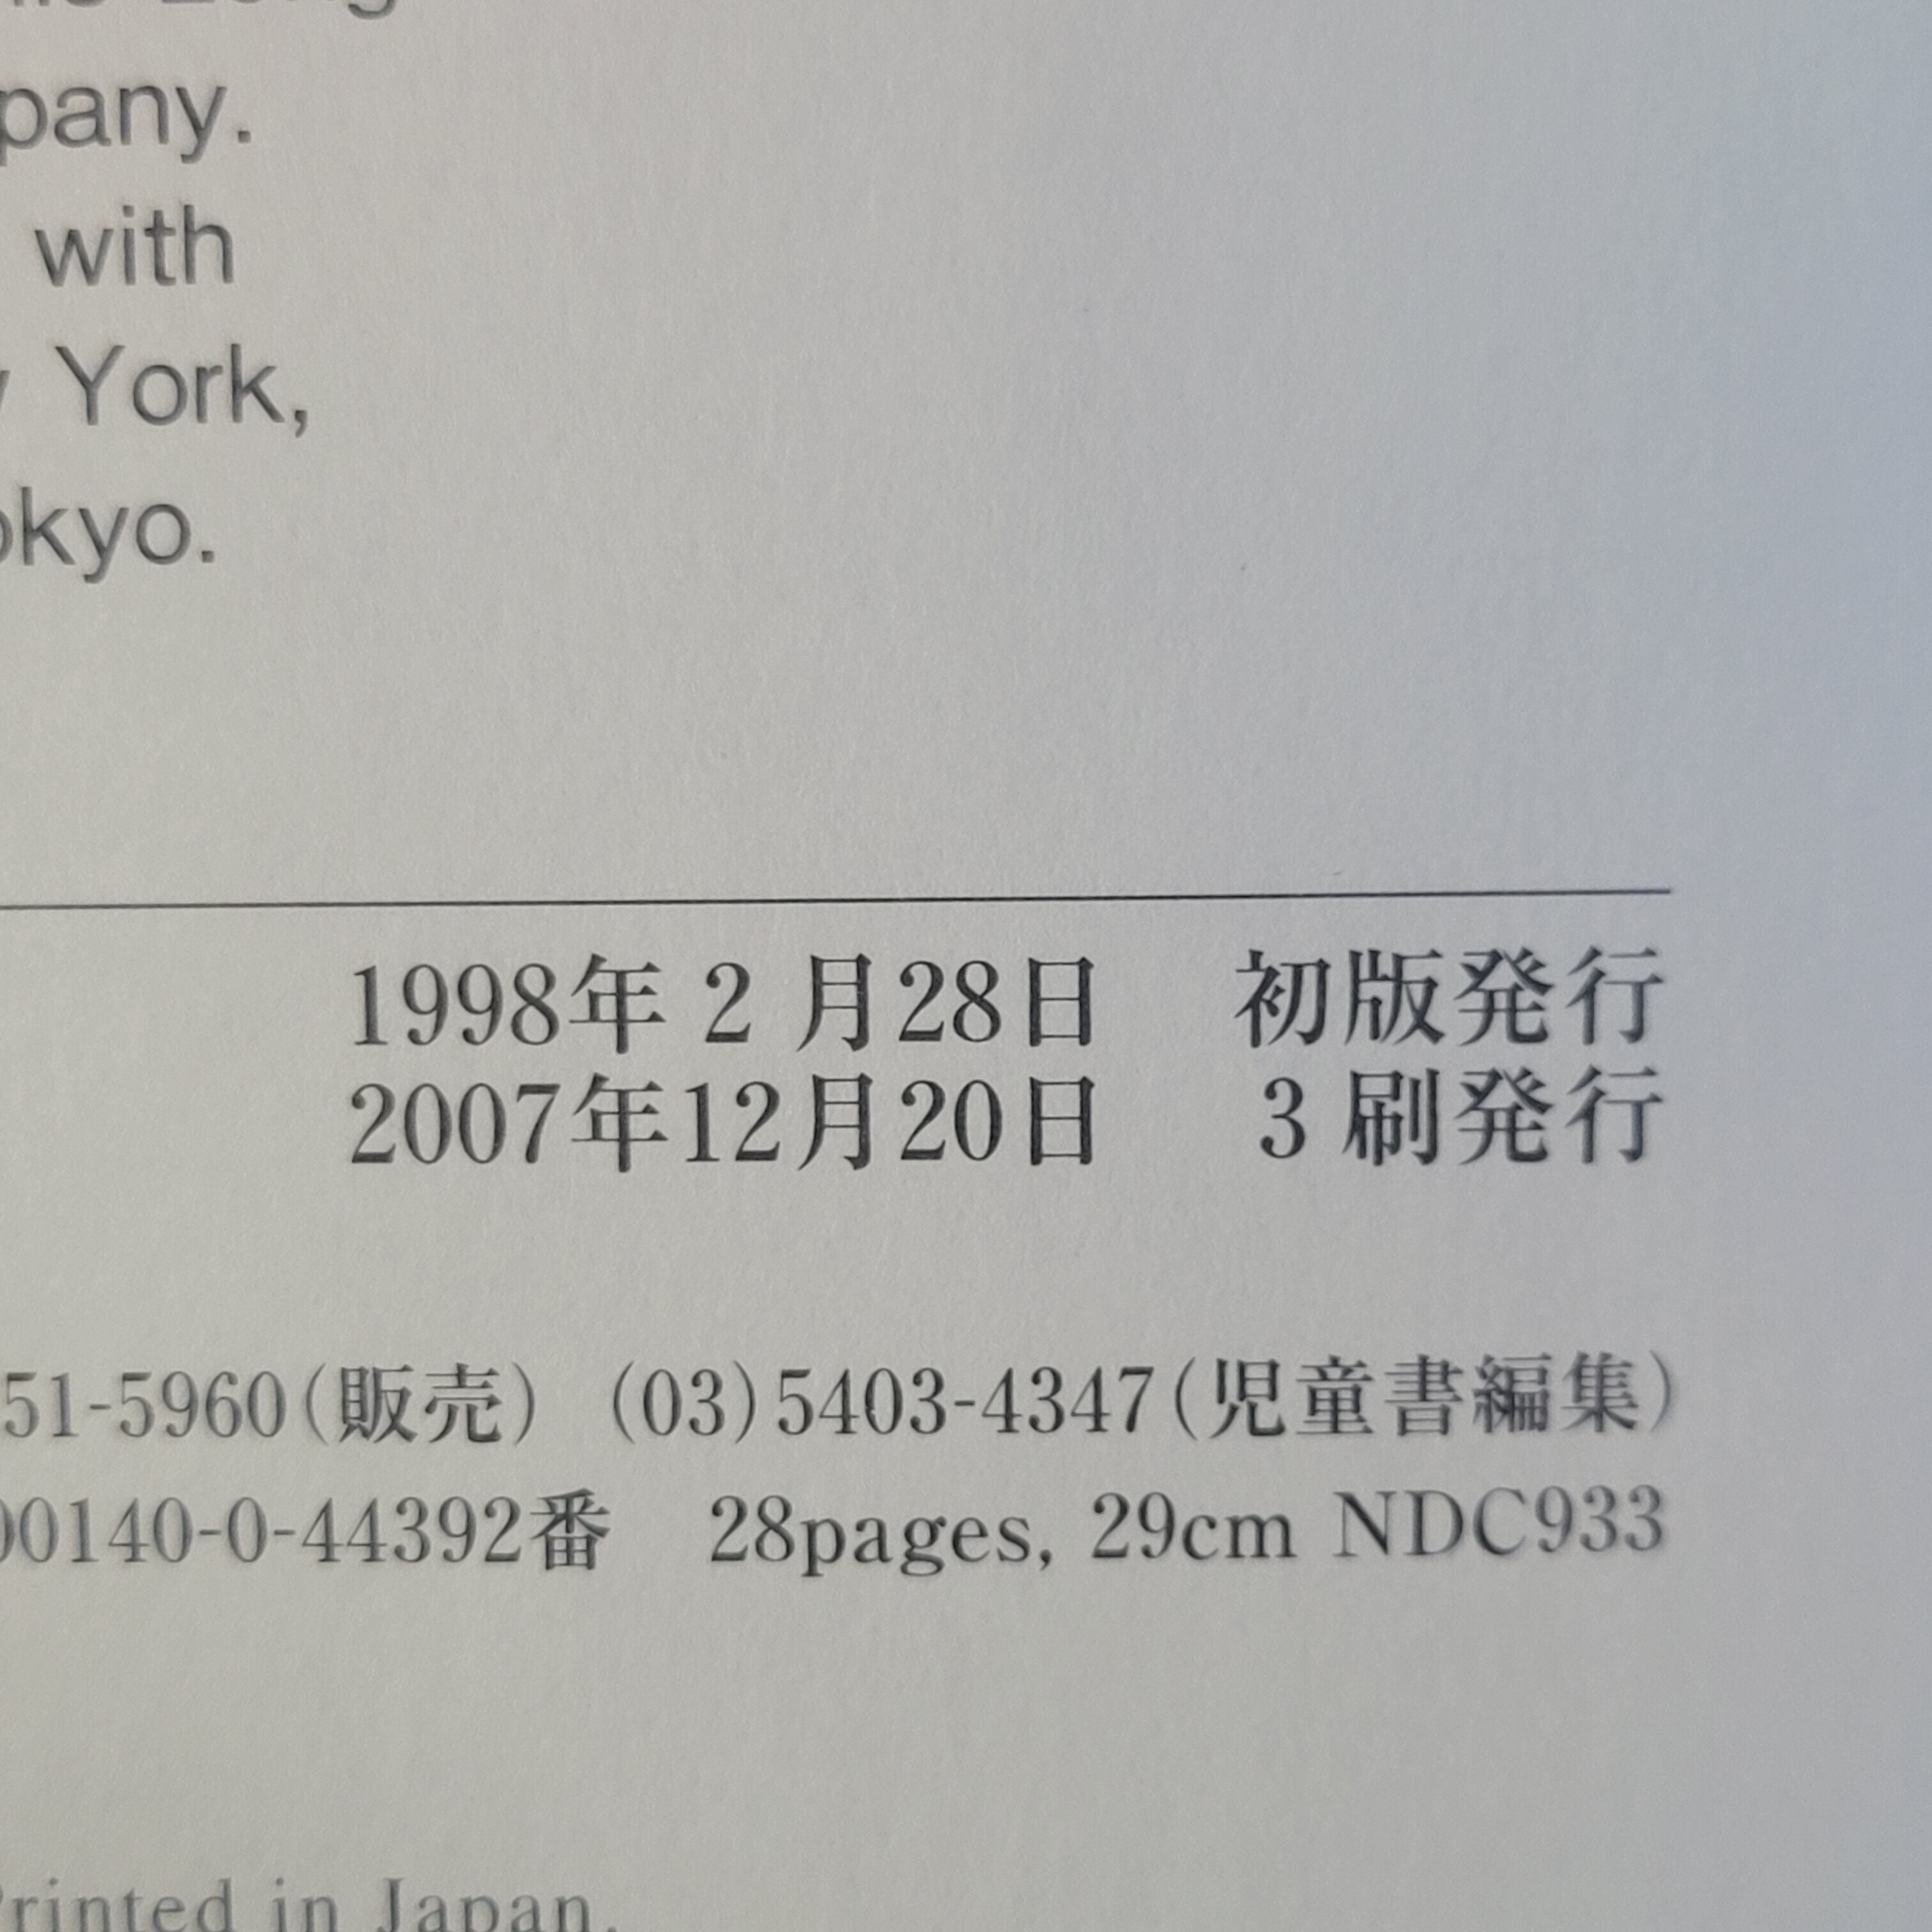 pany.
with
York,
okyo.
1998年 2 月28日 初版発行
2007年12月20日 3 刷発行
51-5960(販売) (03)5403-4347(児童書編集)
00140-0-44392番 28pages, 29cm NDC933
Printed in Japan.